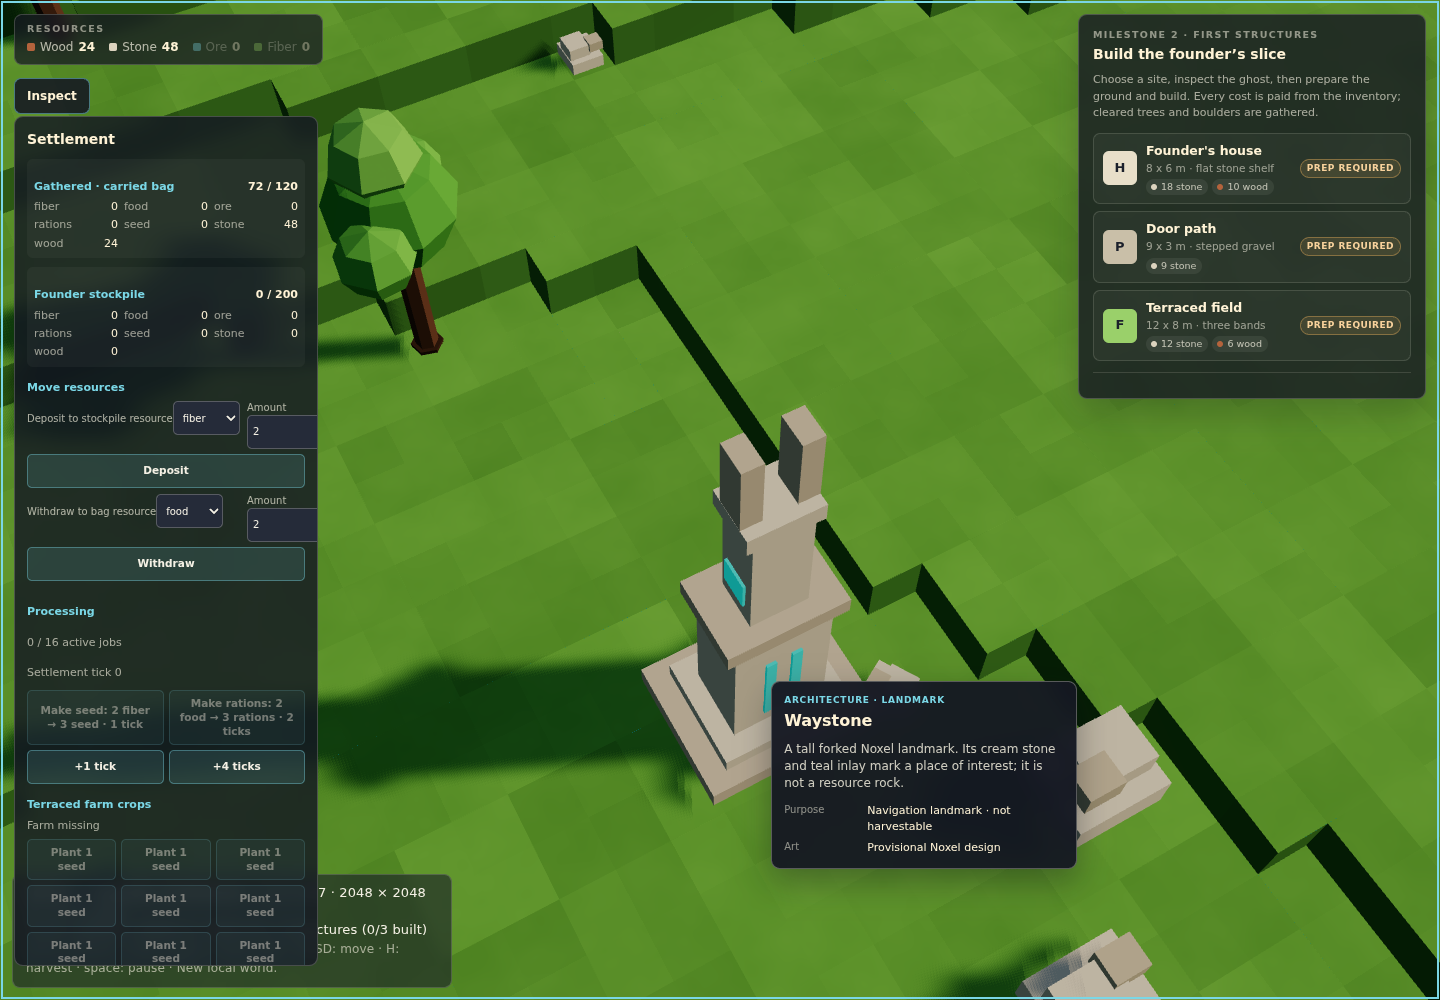 RESOURCES
Wood 24 Stone 48 Ore 0 Fiber 0
Inspect
Settlement
Gathered · carried bag 72 / 120
fiber 0 food 0 ore 0
rations 0 seed 0 stone 48
wood 24
Founder stockpile 0 / 200
fiber 0 food 0 ore 0
rations 0 seed 0 stone 0
wood 0
Move resources
Deposit to stockpile resource fiber Amount
2
Deposit
Withdraw to bag resource food Amount
2
Withdraw
Processing
0 / 16 active jobs
Settlement tick 0
Make seed: 2 fiber
→ 3 seed · 1 tick
Make rations: 2
food → 3 rations · 2
ticks
+1 tick +4 ticks
Terraced farm crops
Farm missing
Plant 1
seed
Plant 1
seed
Plant 1
seed
Plant 1
seed
Plant 1
seed
Plant 1
seed
Plant 1
seed
Plant 1
seed
Plant 1
seed
7 · 2048 × 2048
ctures (0/3 built)
SD: move · H:
harvest · space: pause · New local world.
MILESTONE 2 · FIRST STRUCTURES
Build the founder’s slice
Choose a site, inspect the ghost, then prepare the
ground and build. Every cost is paid from the inventory;
cleared trees and boulders are gathered.
H
Founder's house
8 x 6 m · flat stone shelf
18 stone 10 wood
PREP REQUIRED
P
Door path
9 x 3 m · stepped gravel
9 stone
PREP REQUIRED
F
Terraced field
12 x 8 m · three bands
12 stone 6 wood
PREP REQUIRED
ARCHITECTURE · LANDMARK
Waystone
A tall forked Noxel landmark. Its cream stone
and teal inlay mark a place of interest; it is
not a resource rock.
Purpose Navigation landmark · not
harvestable
Art Provisional Noxel design